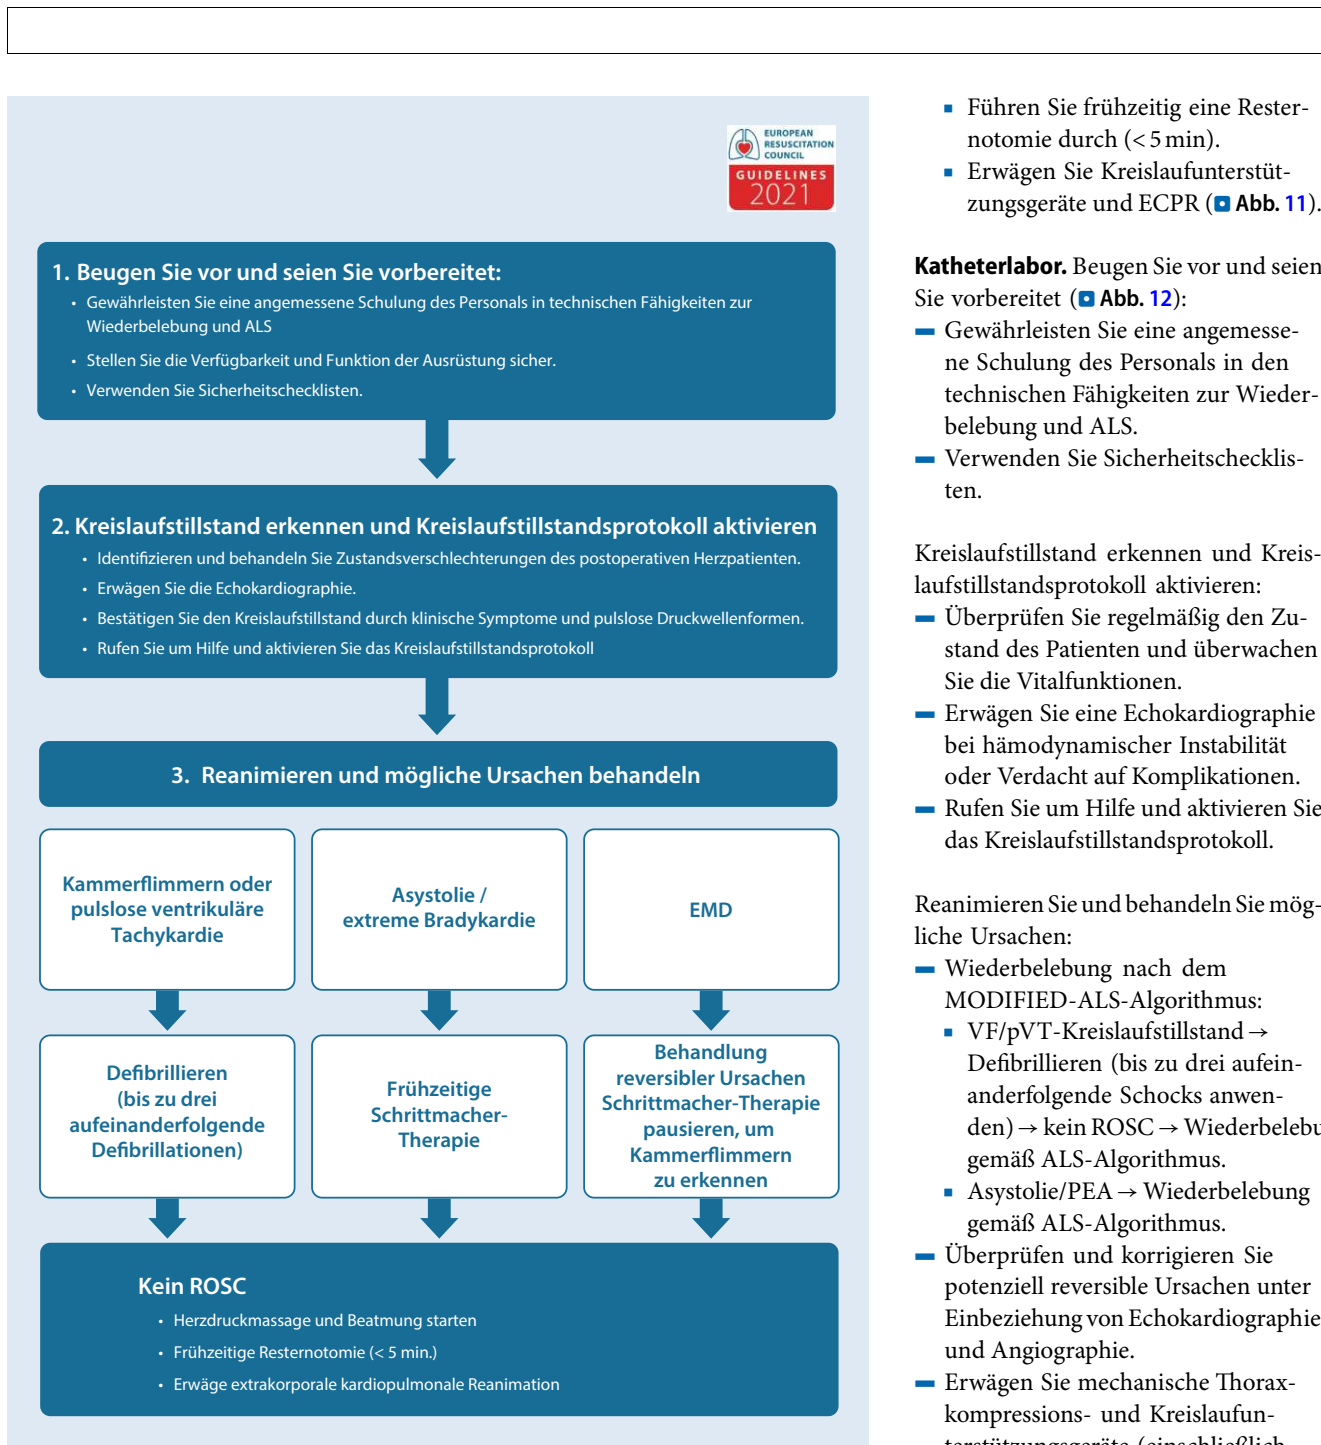 EUROPEAN
RESUSCITATION
COUNCIL
GUIDELINES
2021
1. Beugen Sie vor und seien Sie vorbereitet:
• Gewährleisten Sie eine angemessene Schulung des Personals in technischen Fähigkeiten zur
Wiederbelebung und ALS
• Stellen Sie die Verfügbarkeit und Funktion der Ausrüstung sicher.
• Verwenden Sie Sicherheitschecklisten.
2. Kreislaufstillstand erkennen und Kreislaufstillstandsprotokoll aktivieren
• Identifizieren und behandeln Sie Zustandsverschlechterungen des postoperativen Herzpatienten.
• Erwägen Sie die Echokardiographie.
• Bestätigen Sie den Kreislaufstillstand durch klinische Symptome und pulslose Druckwellenformen.
• Rufen Sie um Hilfe und aktivieren Sie das Kreislaufstillstandsprotokoll
3. Reanimieren und mögliche Ursachen behandeln
Kammerflimmern oder
pulslose ventrikuläre
Tachykardie
Asystolie /
extreme Bradykardie
EMD
Defibrillieren
(bis zu drei
aufeinanderfolgende
Defibrillationen)
Frühzeitige
Schrittmacher-
Therapie
Behandlung
reversibler Ursachen
Schrittmacher-Therapie
pausieren, um
Kammerflimmern
zu erkennen
Kein ROSC
• Herzdruckmassage und Beatmung starten
• Frühzeitige Resternotomie (< 5 min.)
• Erwäge extrakorporale kardiopulmonale Reanimation
▪ Führen Sie frühzeitig eine Rester-
notomie durch (< 5 min).
▪ Erwägen Sie Kreislaufunterstüt-
zungsgeräte und ECPR (Abb. 11).
Katheterlabor. Beugen Sie vor und seien
Sie vorbereitet (Abb. 12):
– Gewährleisten Sie eine angemesse-
ne Schulung des Personals in den
technischen Fähigkeiten zur Wieder-
belebung und ALS.
– Verwenden Sie Sicherheitschecklis-
ten.
Kreislaufstillstand erkennen und Kreis-
laufstillstandsprotokoll aktivieren:
– Überprüfen Sie regelmäßig den Zu-
stand des Patienten und überwachen
Sie die Vitalfunktionen.
– Erwägen Sie eine Echokardiographie
bei hämodynamischer Instabilität
oder Verdacht auf Komplikationen.
– Rufen Sie um Hilfe und aktivieren Sie
das Kreislaufstillstandsprotokoll.
Reanimieren Sie und behandeln Sie mög-
liche Ursachen:
– Wiederbelebung nach dem
MODIFIED-ALS-Algorithmus:
▪ VF/pVT-Kreislaufstillstand →
Defibrillieren (bis zu drei aufein-
anderfolgende Schocks anwen-
den) → kein ROSC → Wiederbelebu
gemäß ALS-Algorithmus.
▪ Asystolie/PEA → Wiederbelebung
gemäß ALS-Algorithmus.
– Überprüfen und korrigieren Sie
potenziell reversible Ursachen unter
Einbeziehung von Echokardiographie
und Angiographie.
– Erwägen Sie mechanische Thorax-
kompressions- und Kreislaufun-
terstützungsgeräte (einschließlich